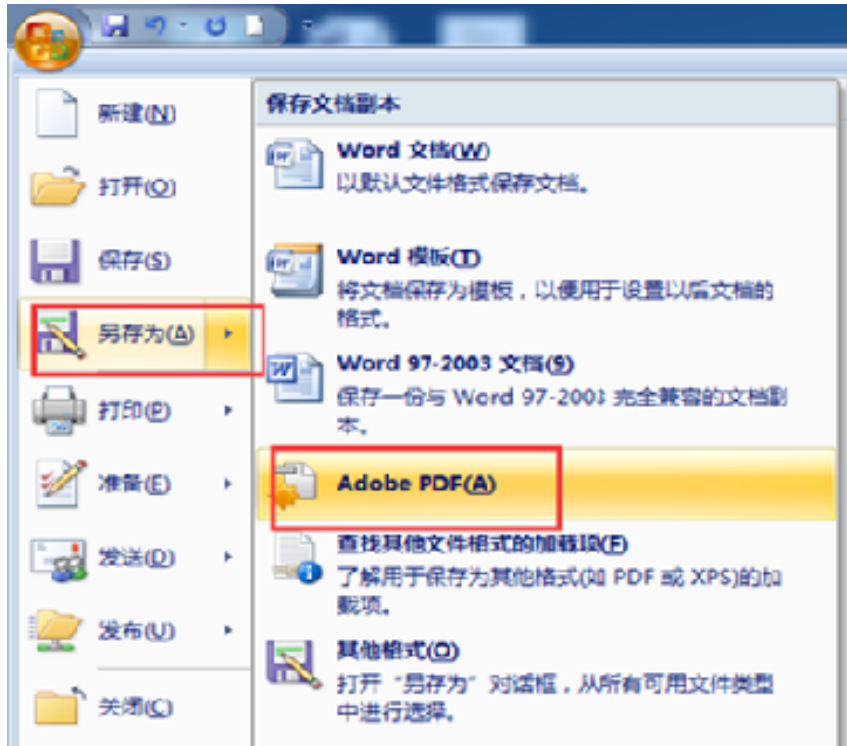 新建(N)
打开(O)
保存(S)
另存为(A)
打印(P)
准备(E)
发送(D)
发布(U)
关闭(C)
保存文档副本
Word 文档(W)
以默认文件格式保存文档。
Word 模板(T)
将文档保存为模板，以便用于设置以后文档的
格式。
Word 97-2003 文档(9)
保存一份与 Word 97-2003 完全兼容的文档副
本。
Adobe PDF(A)
查找其他文件格式的加载项(F)
了解用于保存为其他格式(如 PDF 或 XPS)的加
载项。
其他格式(O)
打开“另存为”对话框，从所有可用文件类型
中进行选择。